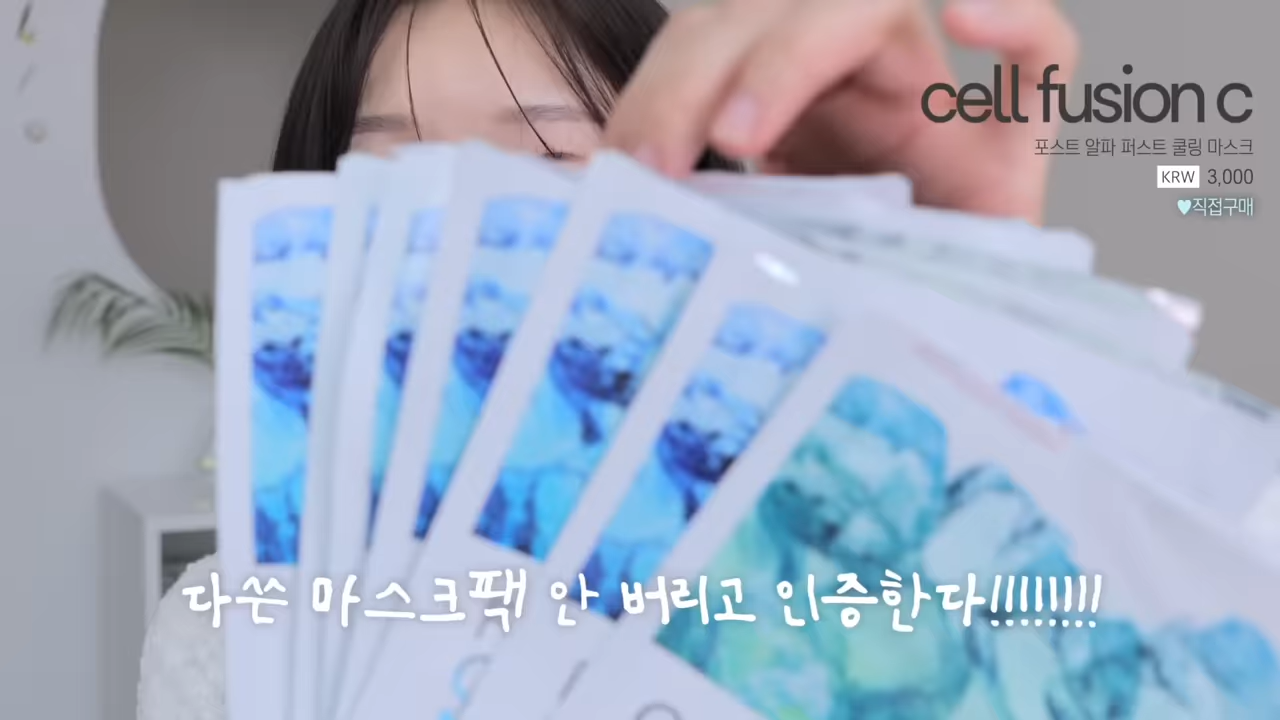 cell fusion c
포스트 알파 퍼스트 쿨링 마스크
KRW 3,000
♥직접구매
다쓴 마스크팩 안 버리고 인증한다!!!!!!!!